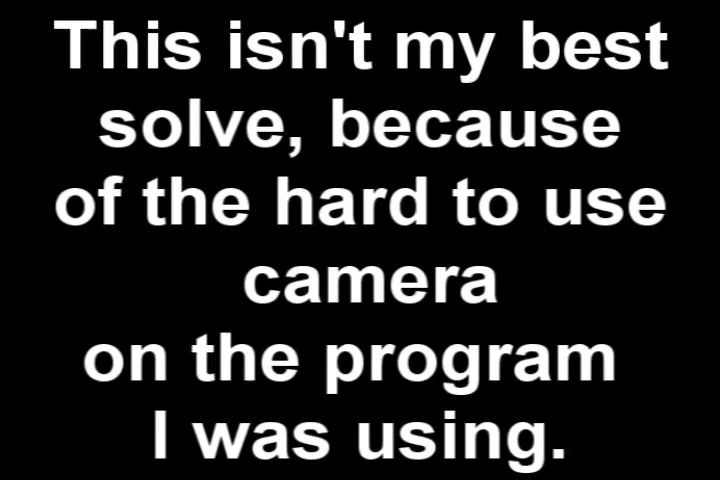 This isn't my best
solve, because
of the hard to use
camera
on the program
I was using.